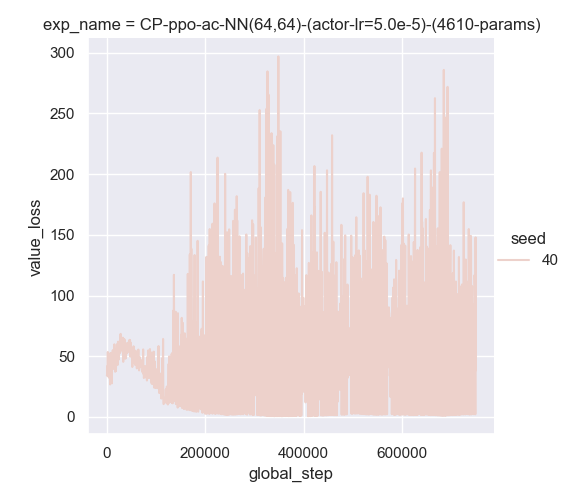 exp_name = CP-ppo-ac-NN(64,64)-(actor-lr=5.0e-5)-(4610-params)
300
250
200
150
100
50
0
value_loss
0 200000 400000 600000
global_step
seed
40